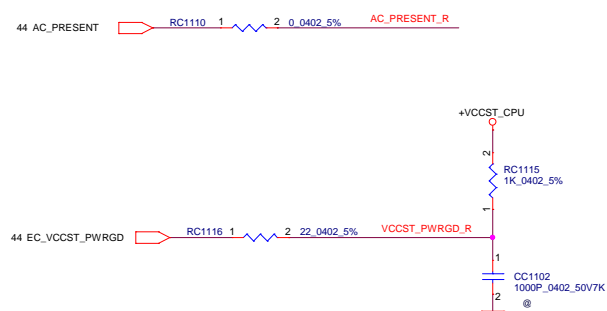 44 AC_PRESENT RC1110 1 2 0_0402_5% AC_PRESENT_R
+VCCST_CPU
2
RC1115
1K_0402_5%
1
44 EC_VCCST_PWRGD RC1116 1 2 22_0402_5% VCCST_PWRGD_R
1
CC1102
1000P_0402_50V7K
2
@